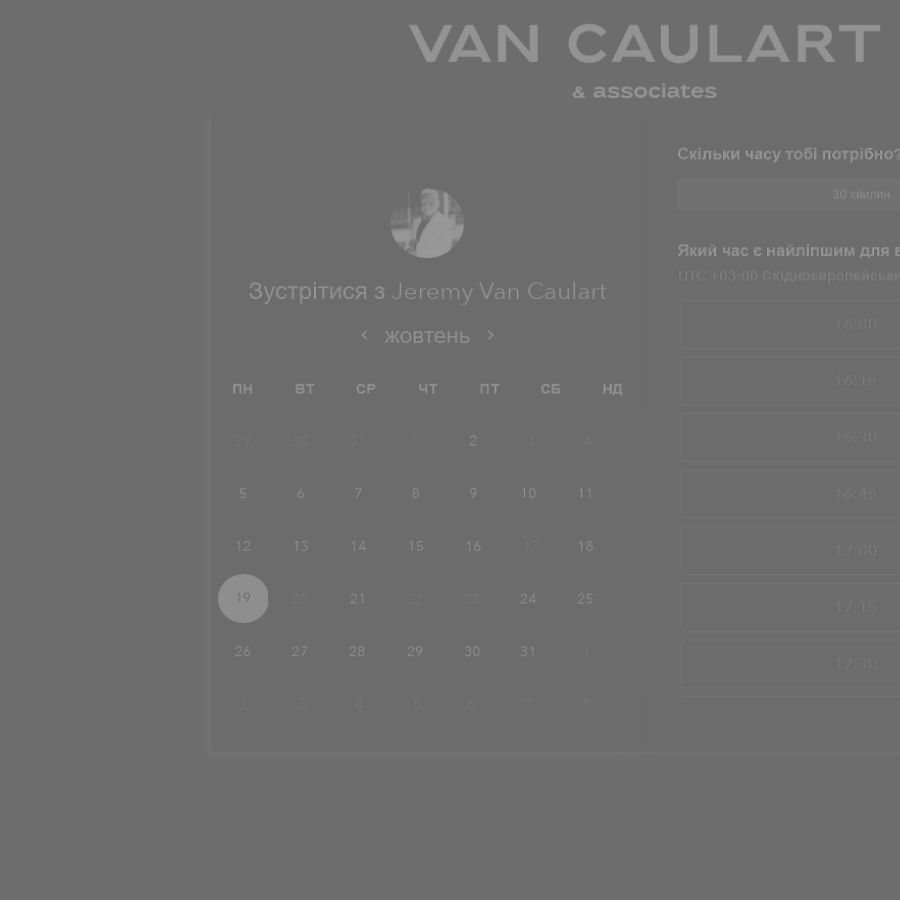 VAN CAULART
& associates
Зустрітися з Jeremy Van Caulart
жовтень
ПН ВТ СР ЧТ ПТ СБ НД
29 30 31 1 2 3 4
5 6 7 8 9 10 11
12 13 14 15 16 17 18
19 20 21 22 23 24 25
26 27 28 29 30 31 1
2 3 4 5 6 7 8
Скільки часу тобі потрібно?
30 хвилин
Який час є найліпшим для
UTC +03:00
16:00
16:15
16:30
16:45
17:00
17:15
17:30